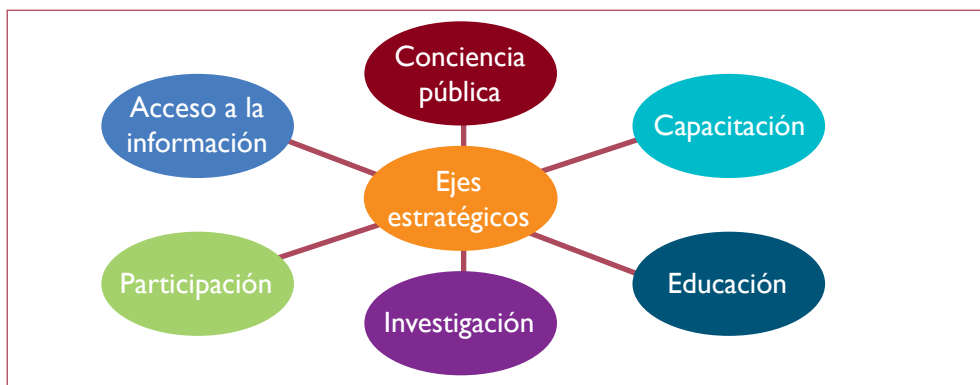 Conciencia
pública
Acceso a la
información
Capacitación
Ejes
estratégicos
Participación
Educación
Investigación